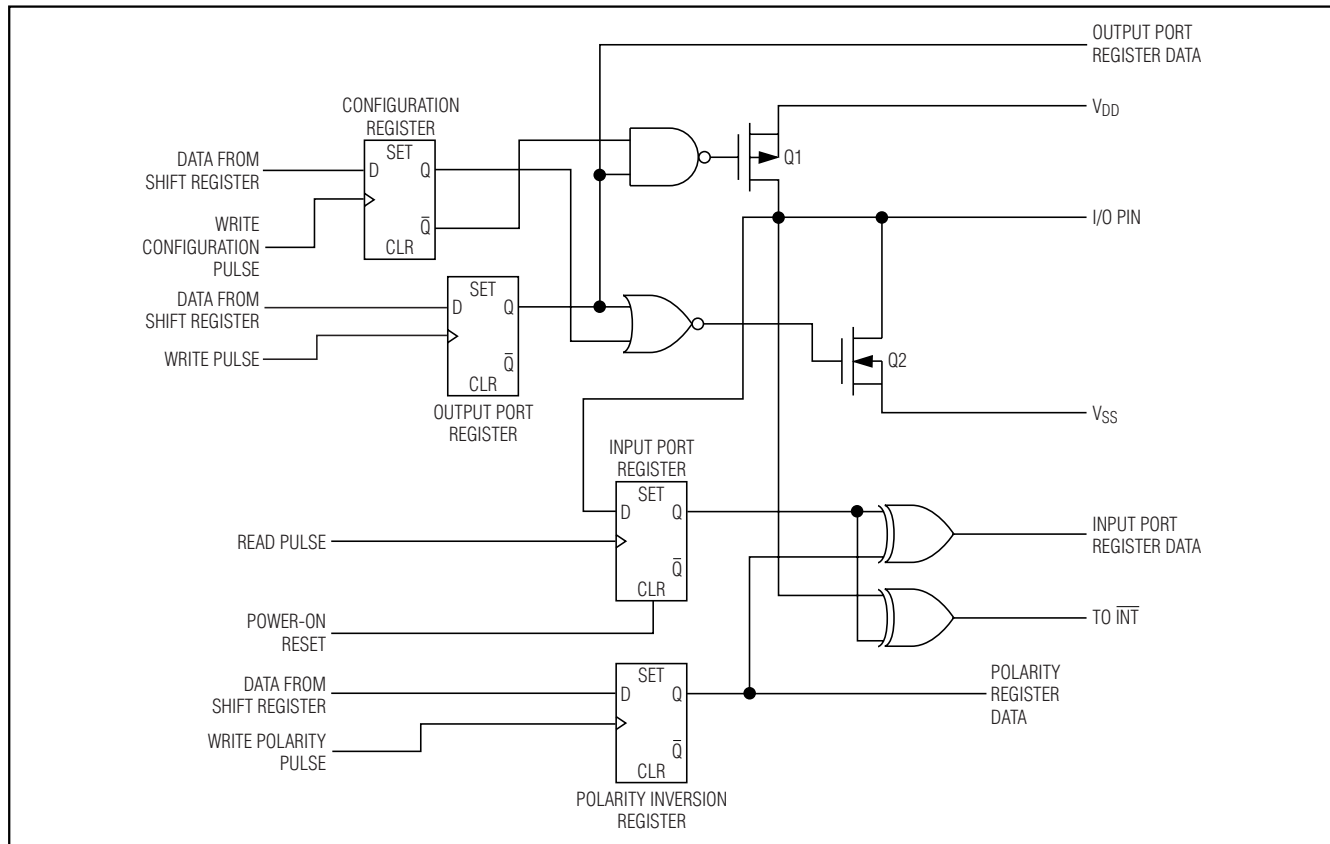 OUTPUT PORT
REGISTER DATA
V_DD
CONFIGURATION
REGISTER
SET
D
Q
Q̅
CLR
DATA FROM
SHIFT REGISTER
WRITE
CONFIGURATION
PULSE
Q1
I/O PIN
DATA FROM
SHIFT REGISTER
WRITE PULSE
SET
D
Q
Q̅
CLR
OUTPUT PORT
REGISTER
Q2
V_SS
INPUT PORT
REGISTER
SET
D
Q
Q̅
CLR
READ PULSE
POWER-ON
RESET
INPUT PORT
REGISTER DATA
TO I̅N̅T̅
DATA FROM
SHIFT REGISTER
WRITE POLARITY
PULSE
SET
D
Q
Q̅
CLR
POLARITY INVERSION
REGISTER
POLARITY
REGISTER
DATA